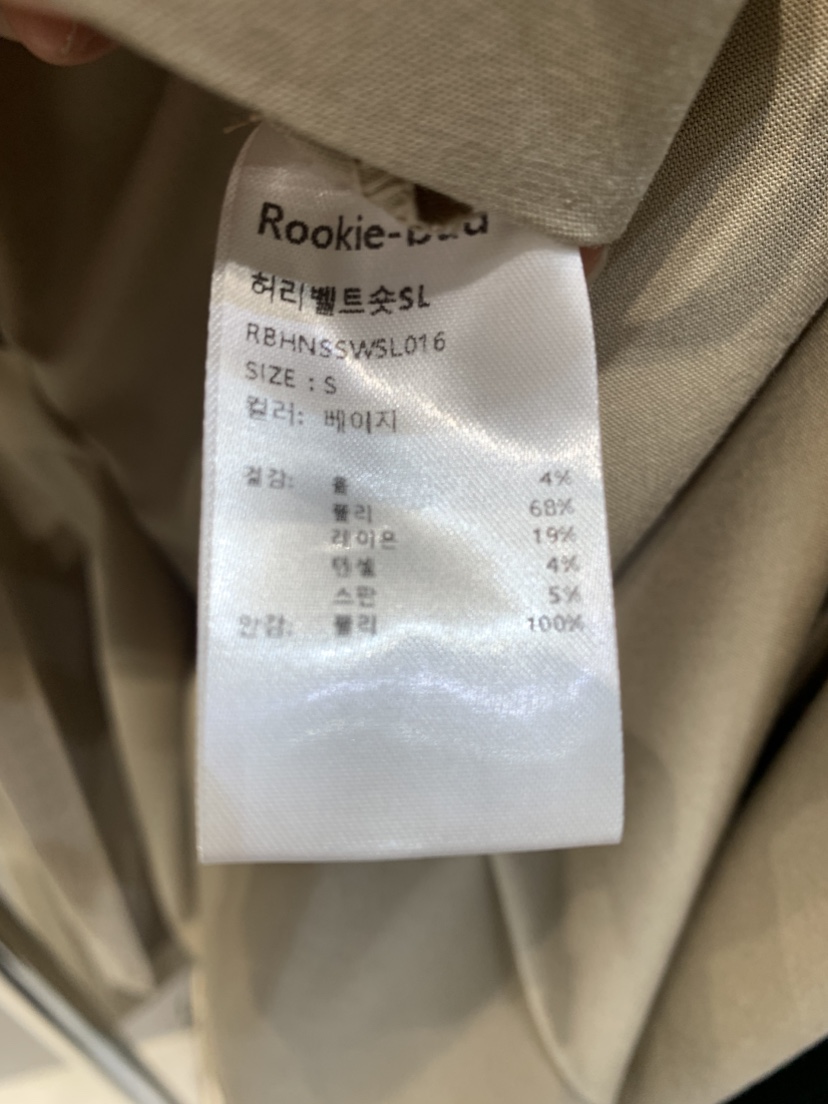 Rookie-bud
허리벨트숏SL
RBHNSSWSL016
SIZE : S
컬러: 베이지
겉감: 울 4%
폴리 68%
레이온 19%
텐셀 4%
스판 5%
안감: 폴리 100%